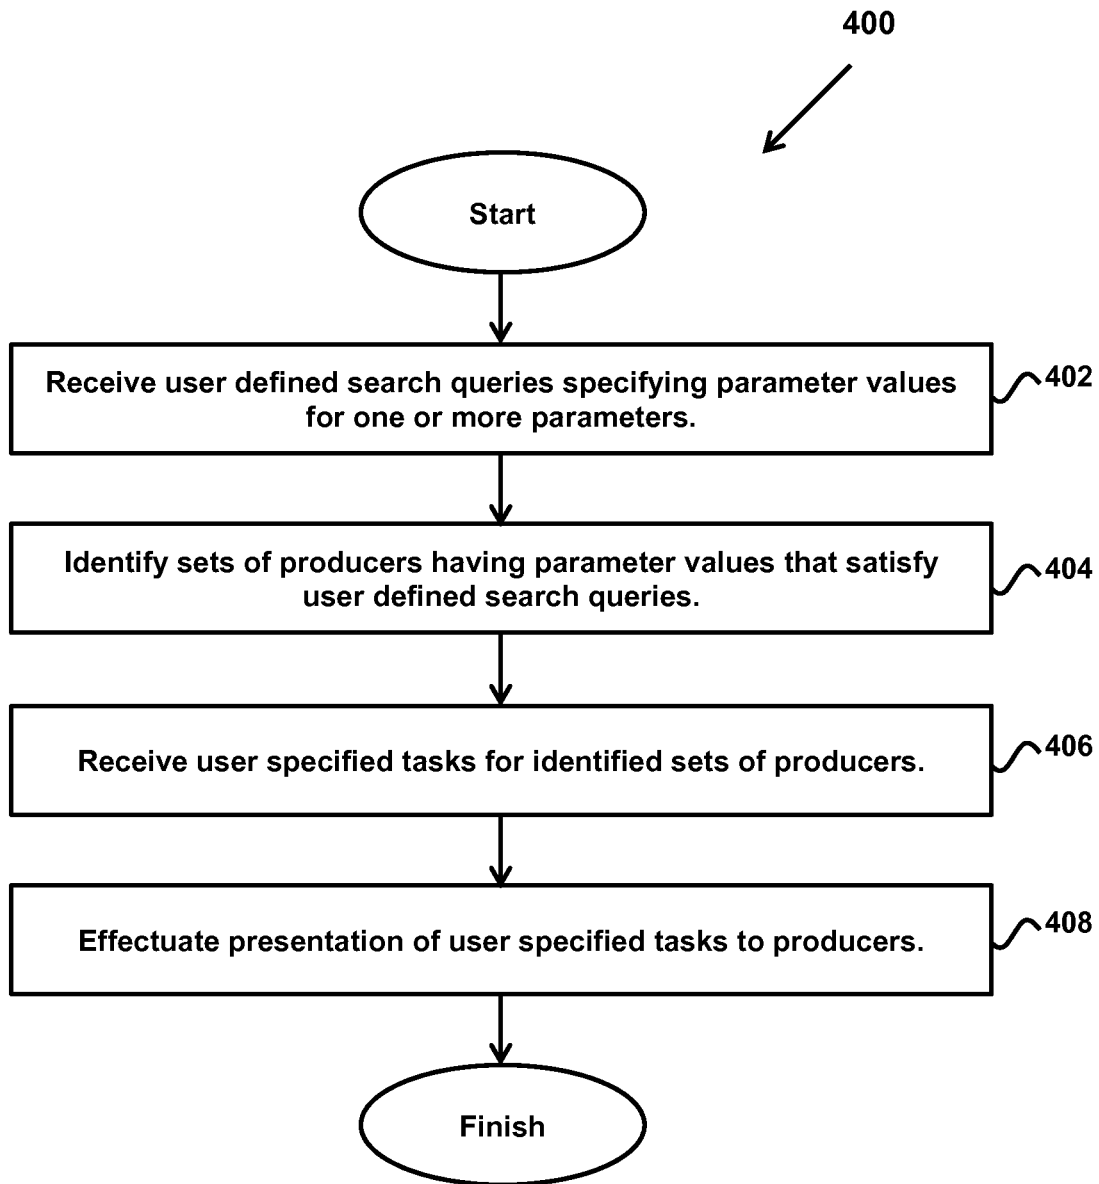 400
Start
Receive user defined search queries specifying parameter values
for one or more parameters.
402
Identify sets of producers having parameter values that satisfy
user defined search queries.
404
Receive user specified tasks for identified sets of producers.
406
Effectuate presentation of user specified tasks to producers.
408
Finish